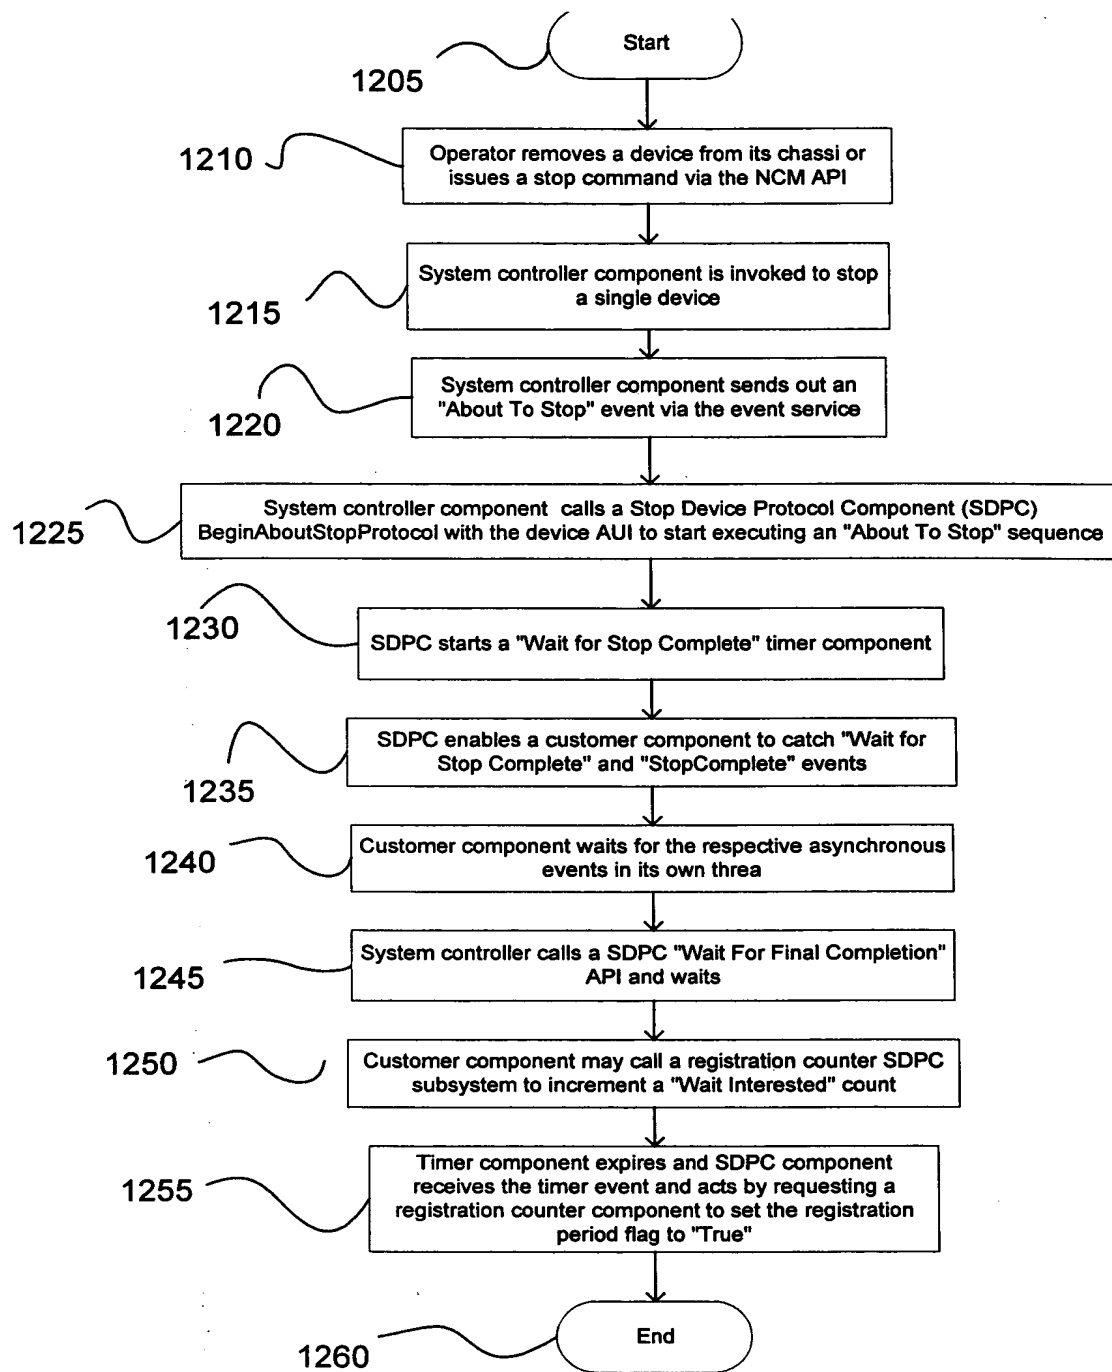 Start
1205
1210
Operator removes a device from its chassi or
issues a stop command via the NCM API
System controller component is invoked to stop
a single device
1215
System controller component sends out an
"About To Stop" event via the event service
1220
System controller component calls a Stop Device Protocol Component (SDPC)
BeginAboutStopProtocol with the device AUI to start executing an "About To Stop" sequence
1225
1230
SDPC starts a "Wait for Stop Complete" timer component
SDPC enables a customer component to catch "Wait for
Stop Complete" and "StopComplete" events
1235
1240
Customer component waits for the respective asynchronous
events in its own threa
System controller calls a SDPC "Wait For Final Completion"
API and waits
1245
1250
Customer component may call a registration counter SDPC
subsystem to increment a "Wait Interested" count
1255
Timer component expires and SDPC component
receives the timer event and acts by requesting a
registration counter component to set the registration
period flag to "True"
End
1260